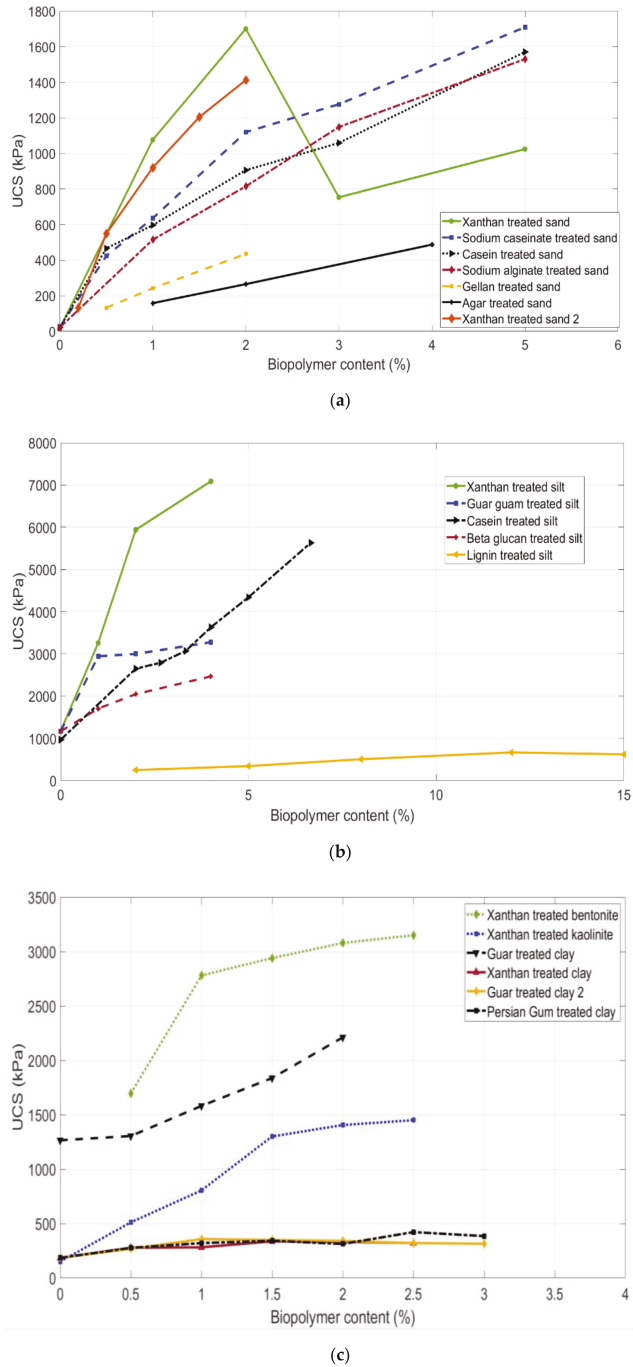 1800
1600
1400
1200
1000
800
600
400
200
0
UCS (kPa)
Xanthan treated sand
Sodium caseinate treated sand
Casein treated sand
Sodium alginate treated sand
Gellan treated sand
Agar treated sand
Xanthan treated sand 2
0 1 2 3 4 5 6
Biopolymer content (%)
(a)
8000
7000
6000
5000
4000
3000
2000
1000
0
UCS (kPa)
Xanthan treated silt
Guar guam treated silt
Casein treated silt
Beta glucan treated silt
Lignin treated silt
0 5 10 15
Biopolymer content (%)
(b)
3500
3000
2500
2000
1500
1000
500
0
UCS (kPa)
Xanthan treated bentonite
Xanthan treated kaolinite
Guar treated clay
Xanthan treated clay
Guar treated clay 2
Persian Gum treated clay
0 0.5 1 1.5 2 2.5 3 4
Biopolymer content (%)
(c)